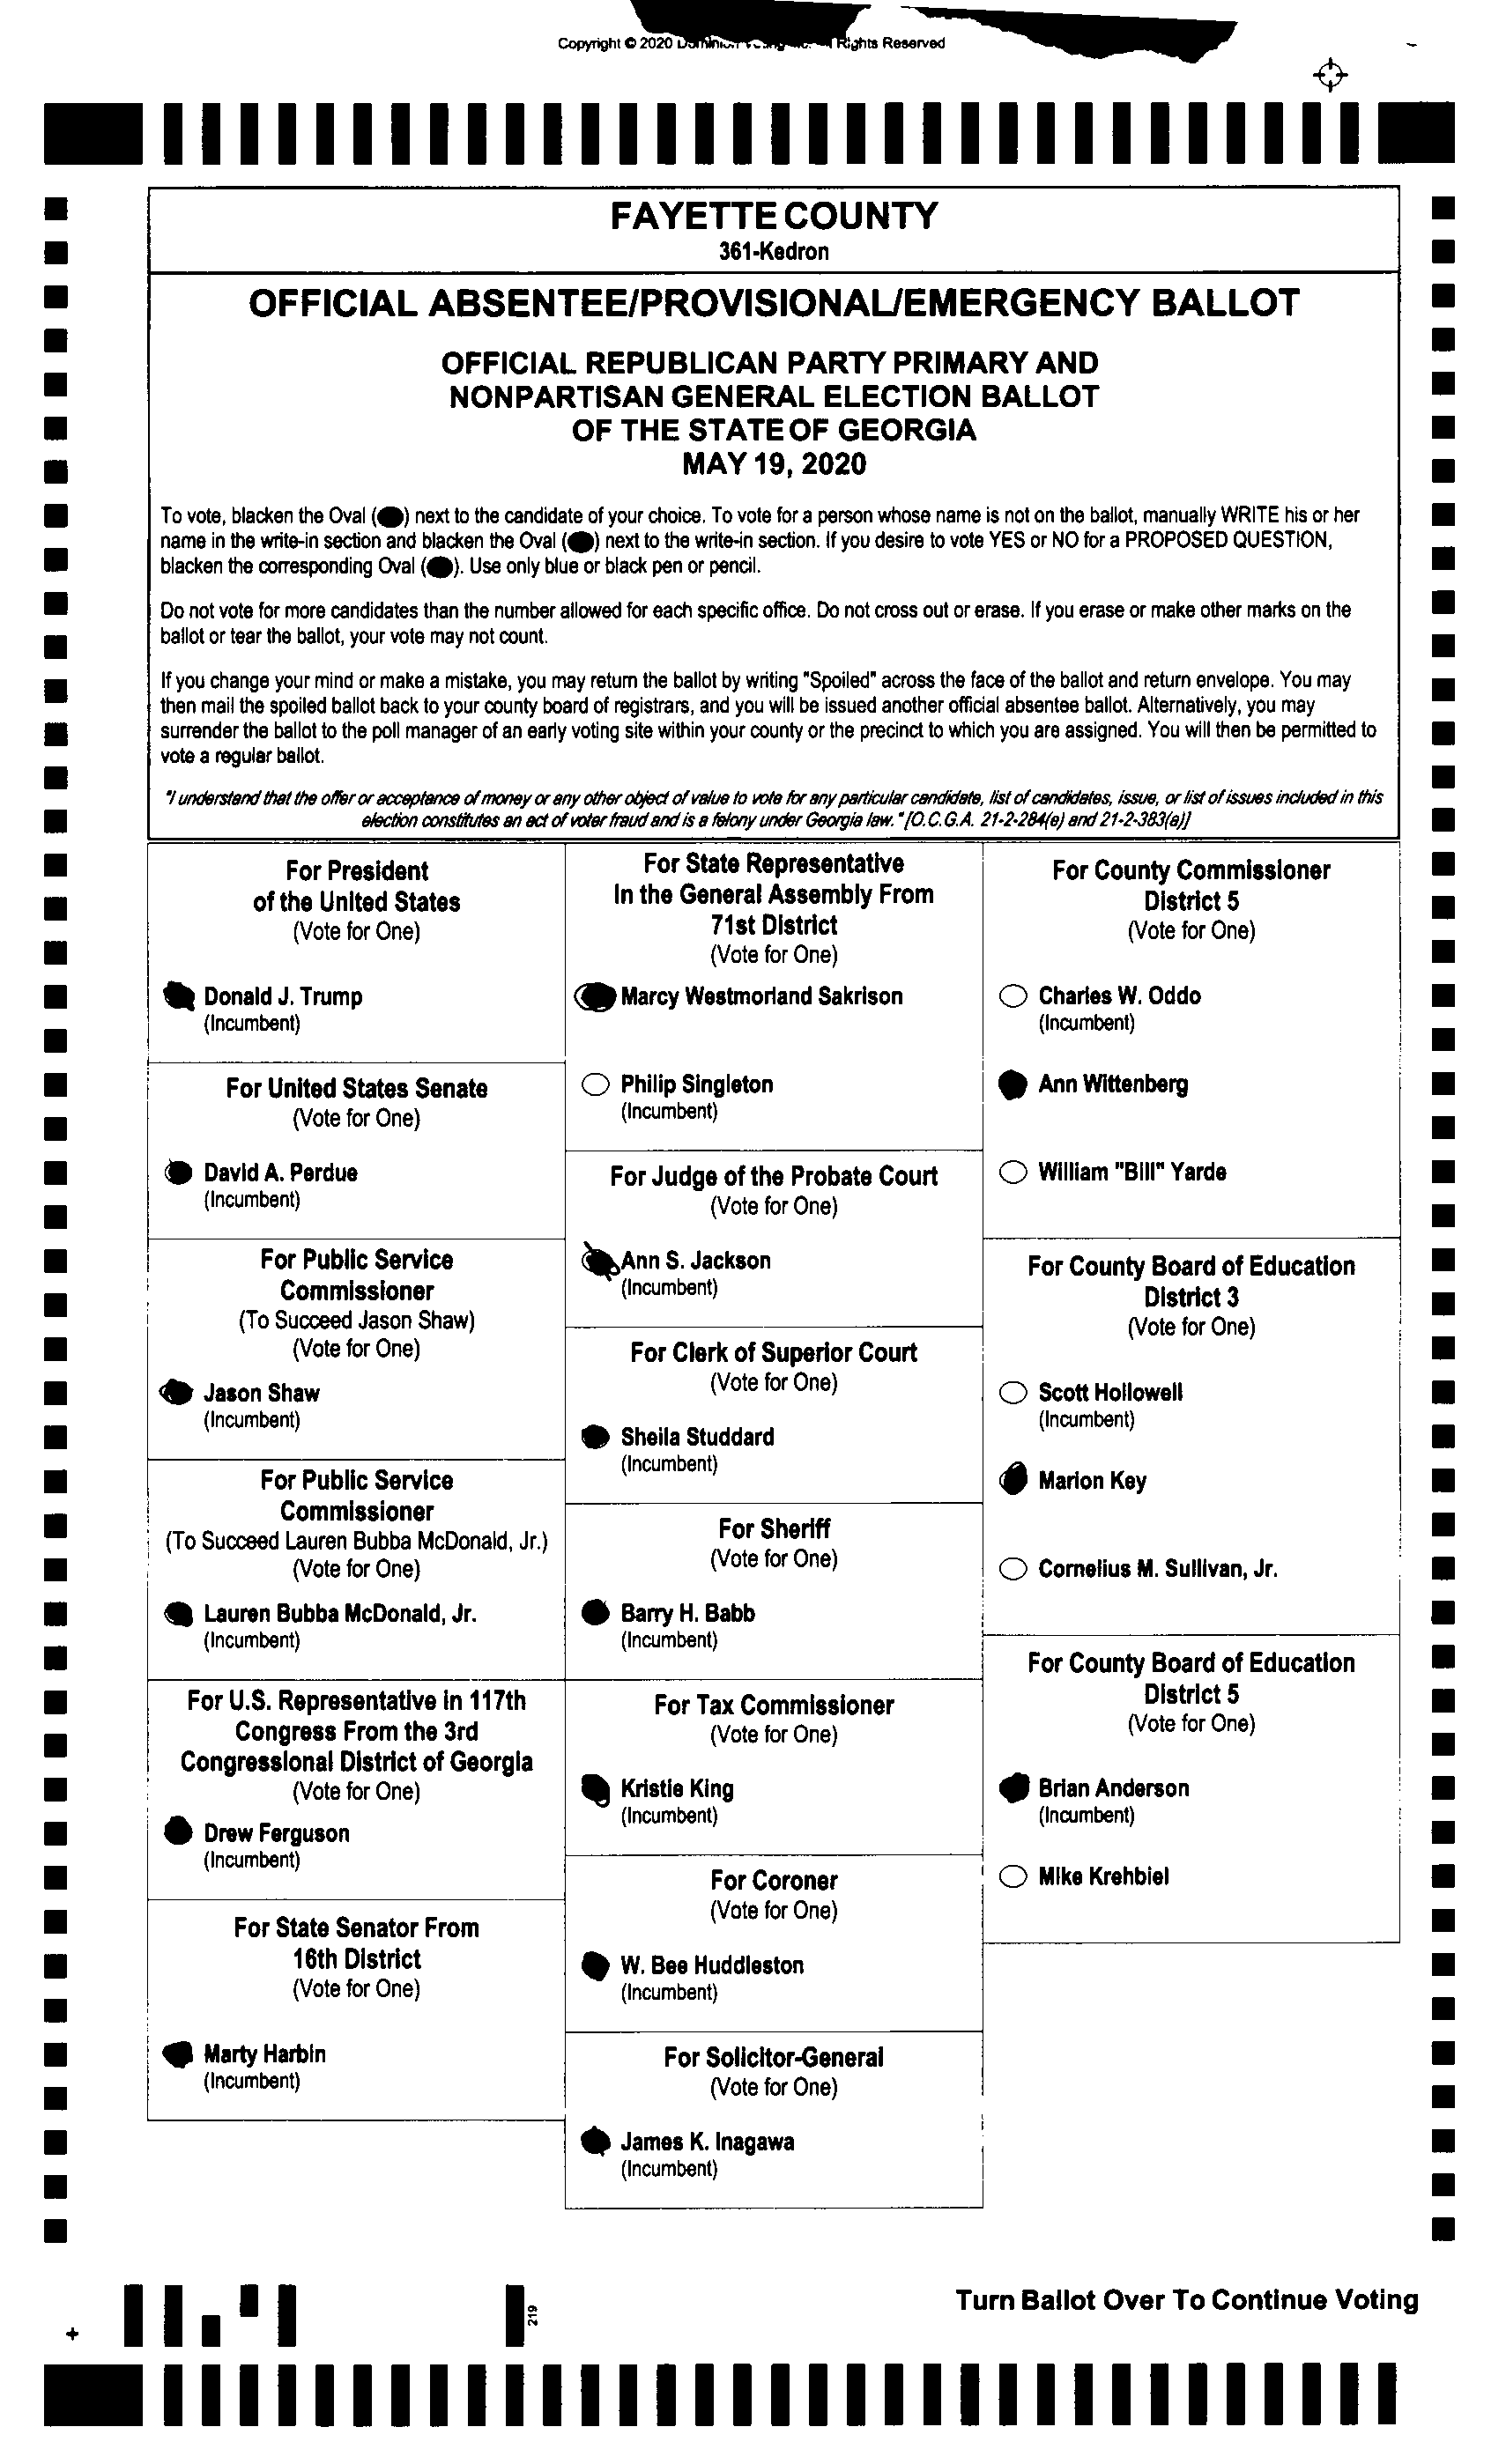 Copyright © 2020 Dominion Voting Inc. All Rights Reserved
FAYETTE COUNTY
361-Kedron
OFFICIAL ABSENTEE/PROVISIONAL/EMERGENCY BALLOT
OFFICIAL REPUBLICAN PARTY PRIMARY AND
NONPARTISAN GENERAL ELECTION BALLOT
OF THE STATE OF GEORGIA
MAY 19, 2020
To vote, blacken the Oval () next to the candidate of your choice. To vote for a person whose name is not on the ballot, manually WRITE his or her
name in the write-in section and blacken the Oval () next to the write-in section. If you desire to vote YES or NO for a PROPOSED QUESTION,
blacken the corresponding Oval (). Use only blue or black pen or pencil.
Do not vote for more candidates than the number allowed for each specific office. Do not cross out or erase. If you erase or make other marks on the
ballot or tear the ballot, your vote may not count.
If you change your mind or make a mistake, you may return the ballot by writing "Spoiled" across the face of the ballot and return envelope. You may
then mail the spoiled ballot back to your county board of registrars, and you will be issued another official absentee ballot. Alternatively, you may
surrender the ballot to the poll manager of an early voting site within your county or the precinct to which you are assigned. You will then be permitted to
vote a regular ballot.
"I understand that the offer or acceptance of money or any other object of value to vote for any particular candidate, list of candidates, issue, or list of issues included in this
election constitutes an act of voter fraud and is a felony under Georgia law. "[O.C.G.A. 21-2-284(e) and 21-2-383(a)]
For President
of the United States
(Vote for One)
Donald J. Trump
(Incumbent)
For United States Senate
(Vote for One)
David A. Perdue
(Incumbent)
For Public Service
Commissioner
(To Succeed Jason Shaw)
(Vote for One)
Jason Shaw
(Incumbent)
For Public Service
Commissioner
(To Succeed Lauren Bubba McDonald, Jr.)
(Vote for One)
Lauren Bubba McDonald, Jr.
(Incumbent)
For U.S. Representative in 117th
Congress From the 3rd
Congressional District of Georgia
(Vote for One)
Drew Ferguson
(Incumbent)
For State Senator From
16th District
(Vote for One)
Marty Harbin
(Incumbent)
For State Representative
In the General Assembly From
71st District
(Vote for One)
Marcy Westmorland Sakrison
Philip Singleton
(Incumbent)
For Judge of the Probate Court
(Vote for One)
Ann S. Jackson
(Incumbent)
For Clerk of Superior Court
(Vote for One)
Sheila Studdard
(Incumbent)
For Sheriff
(Vote for One)
Barry H. Babb
(Incumbent)
For Tax Commissioner
(Vote for One)
Kristie King
(Incumbent)
For Coroner
(Vote for One)
W. Bee Huddleston
(Incumbent)
For Solicitor-General
(Vote for One)
James K. Inagawa
(Incumbent)
For County Commissioner
District 5
(Vote for One)
Charles W. Oddo
(Incumbent)
Ann Wittenberg
William "Bill" Yarde
For County Board of Education
District 3
(Vote for One)
Scott Hollowell
(Incumbent)
Marion Key
Cornelius M. Sullivan, Jr.
For County Board of Education
District 5
(Vote for One)
Brian Anderson
(Incumbent)
Mike Krehbiel
Turn Ballot Over To Continue Voting
219